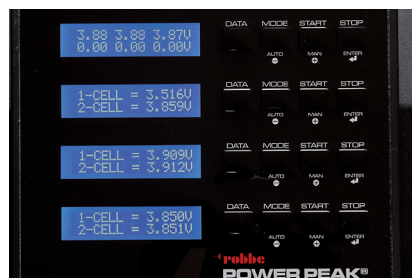 DATA MODE START STOP
3.88 3.88 3.87V
0.00 0.00 0.00V
AUTO MAN ENTER
DATA MODE START STOP
1-CELL = 3.516V
2-CELL = 3.859V
AUTO MAN ENTER
DATA MODE START STOP
1-CELL = 3.909V
2-CELL = 3.912V
AUTO MAN ENTER
DATA MODE START STOP
1-CELL = 3.850V
2-CELL = 3.851V
AUTO MAN ENTER
robbe
POWER PEAK®